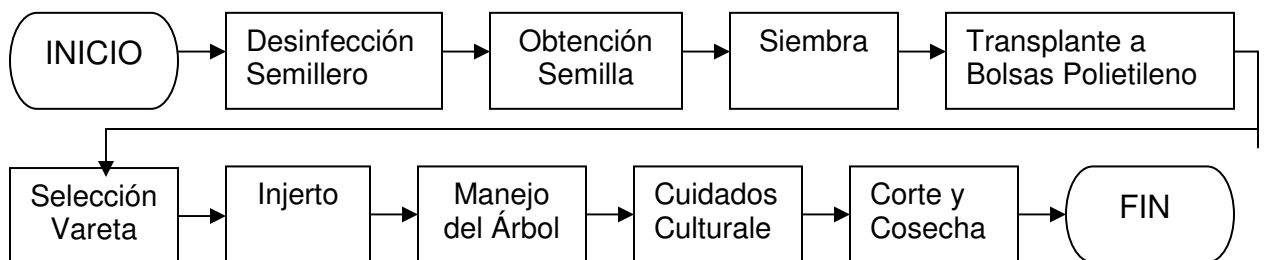 INICIO
Desinfección
Semillero
Obtención
Semilla
Siembra
Transplante a
Bolsas Polietileno
Selección
Vareta
Injerto
Manejo
del Árbol
Cuidados
Culturale
Corte y
Cosecha
FIN